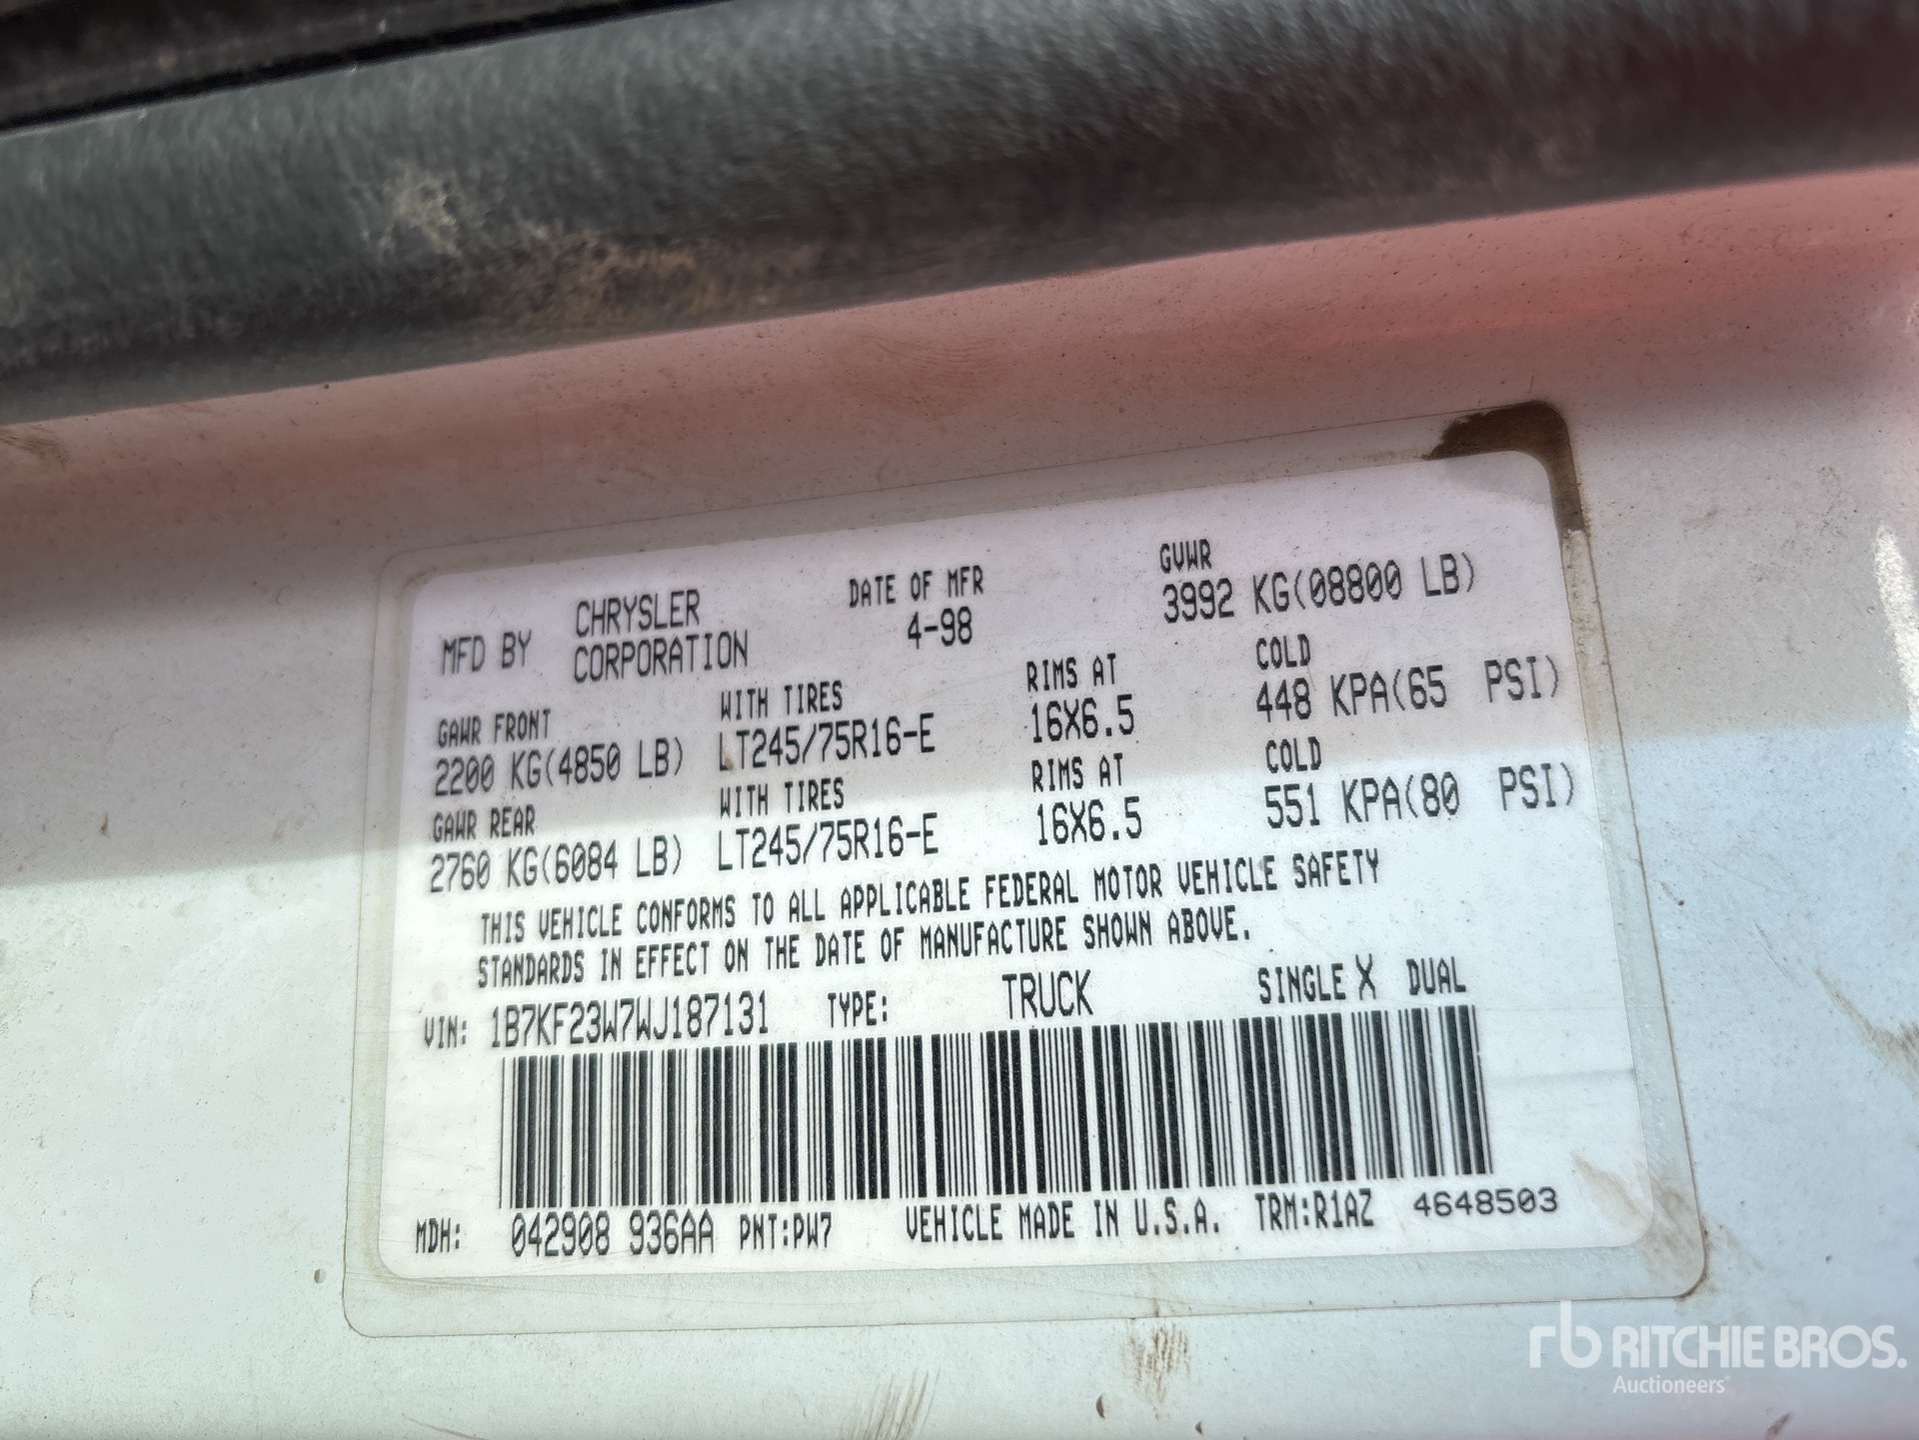 MFD BY CHRYSLER CORPORATION DATE OF MFR 4-98 GVWR 3992 KG(08800 LB)
GAWR FRONT WITH TIRES RIMS AT COLD
2200 KG(4850 LB) LT245/75R16-E 16X6.5 448 KPA(65 PSI)
GAWR REAR WITH TIRES RIMS AT COLD
2760 KG(6084 LB) LT245/75R16-E 16X6.5 551 KPA(80 PSI)
THIS VEHICLE CONFORMS TO ALL APPLICABLE FEDERAL MOTOR VEHICLE SAFETY
STANDARDS IN EFFECT ON THE DATE OF MANUFACTURE SHOWN ABOVE.
VIN: 1B7KF23W7WJ187131 TYPE: TRUCK SINGLE X DUAL
MDH: 042908 936AA PNT:PW7 VEHICLE MADE IN U.S.A. TRM:R1AZ 4648503
rb RITCHIE BROS.
Auctioneers